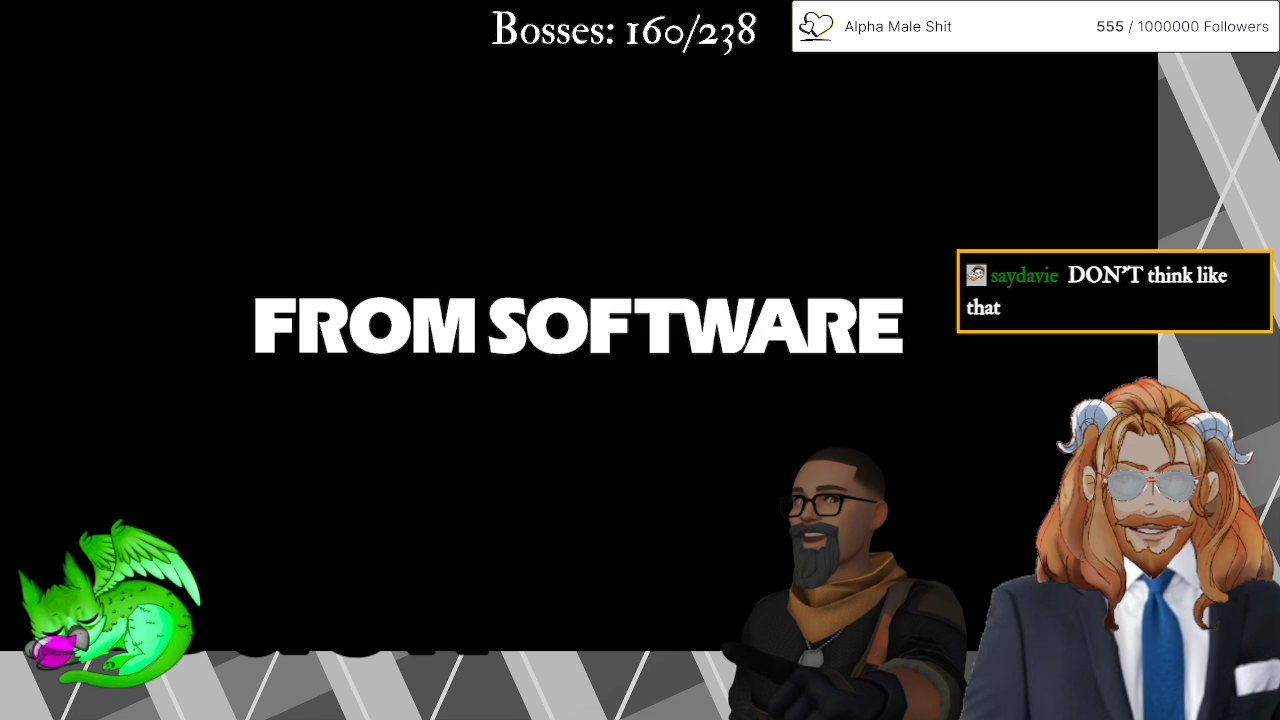 Bosses: 160/238
Alpha Male Shit
555 / 1000000 Followers
FROM SOFTWARE
saydavie DON'T think like
that